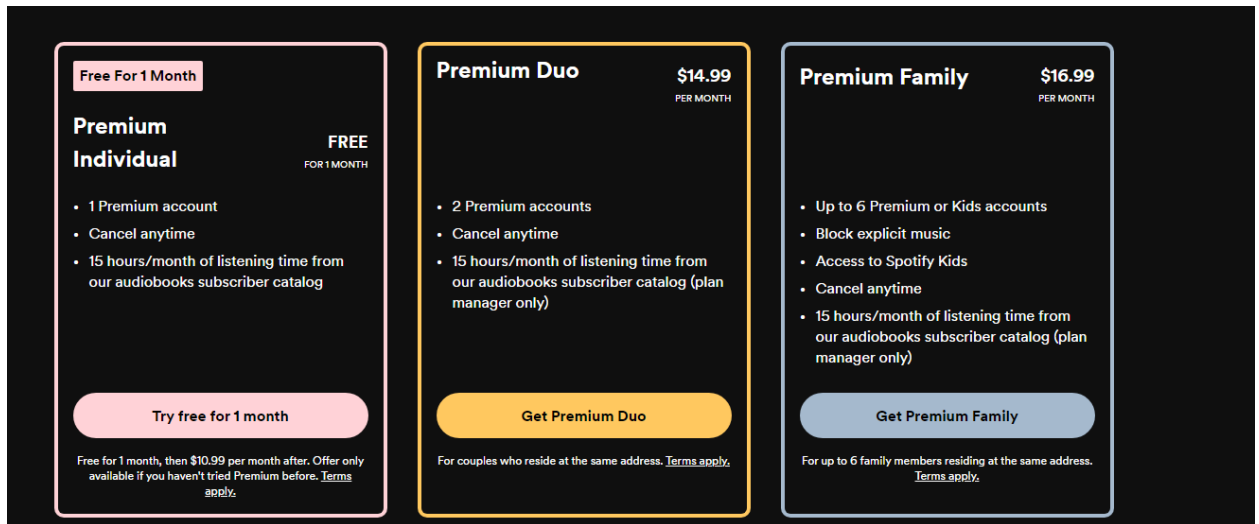 Free For 1 Month
Premium
Individual
FREE
FOR 1 MONTH
• 1 Premium account
• Cancel anytime
• 15 hours/month of listening time from
our audiobooks subscriber catalog
Try free for 1 month
Free for 1 month, then $10.99 per month after. Offer only
available if you haven't tried Premium before. Terms
apply.
Premium Duo
$14.99
PER MONTH
• 2 Premium accounts
• Cancel anytime
• 15 hours/month of listening time from
our audiobooks subscriber catalog (plan
manager only)
Get Premium Duo
For couples who reside at the same address. Terms apply.
Premium Family
$16.99
PER MONTH
• Up to 6 Premium or Kids accounts
• Block explicit music
• Access to Spotify Kids
• Cancel anytime
• 15 hours/month of listening time from
our audiobooks subscriber catalog (plan
manager only)
Get Premium Family
For up to 6 family members residing at the same address.
Terms apply.